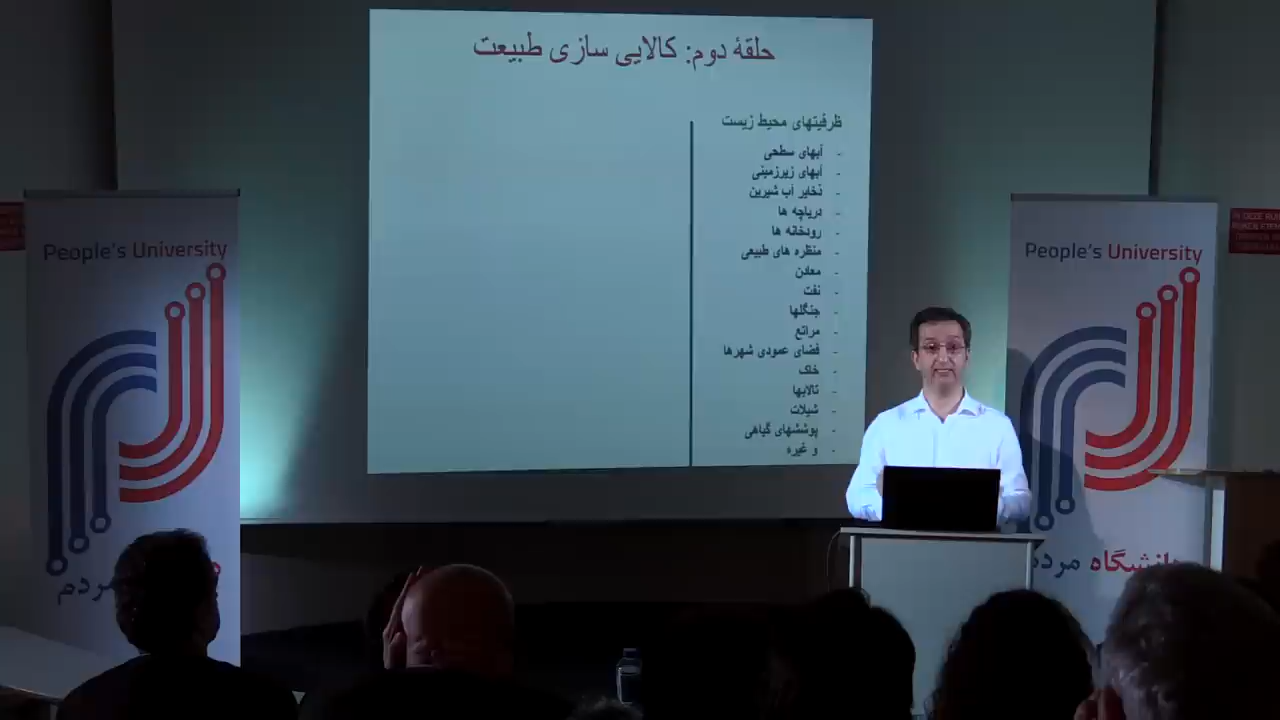 حلقهٔ دوم: کالایی سازی طبیعت
ظرفیتهای محیط زیست
- آبهای سطحی
- آبهای زیرزمینی
- ذخایر آب شیرین
- دریاچه ها
- رودخانه ها
- منظره های طبیعی
- معادن
- نفت
- جنگلها
- مراتع
- فضای عمودی شهرها
- خاک
- تالابها
- شیلات
- پوششهای گیاهی
- و غیره
People's University
People's University
دانشگاه مردم